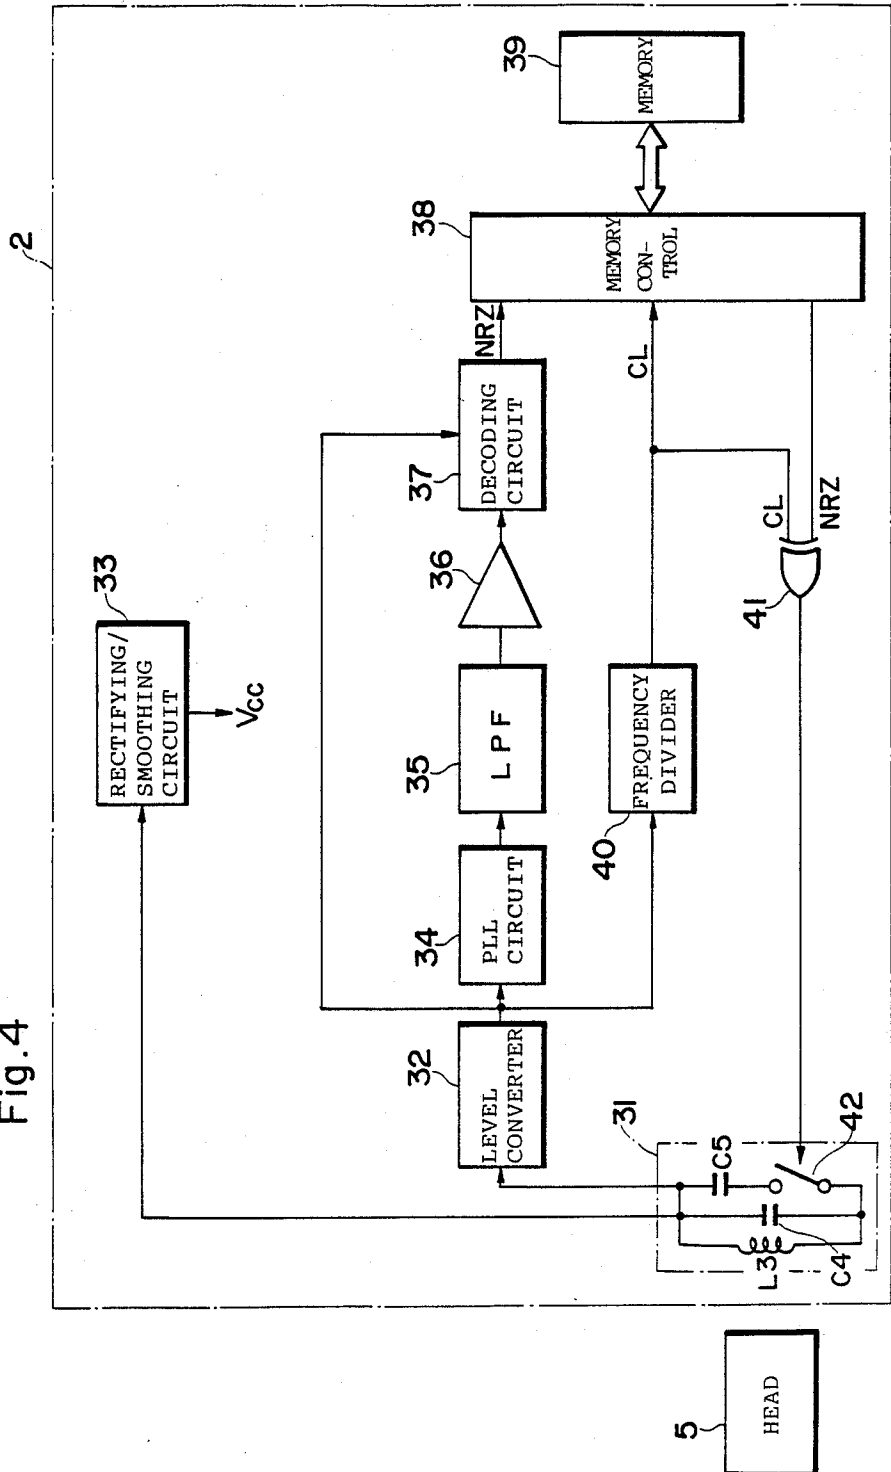 Fig.4
2
33
RECTIFYING/
SMOOTHING
CIRCUIT
Vcc
32
LEVEL
CONVERTER
34
PLL
CIRCUIT
35
LPF
36
37
DECODING
CIRCUIT
NRZ
38
MEMORY
CON-
TROL
39
MEMORY
40
FREQUENCY
DIVIDER
CL
CL
NRZ
41
31
C5
42
L3
C4
5
HEAD